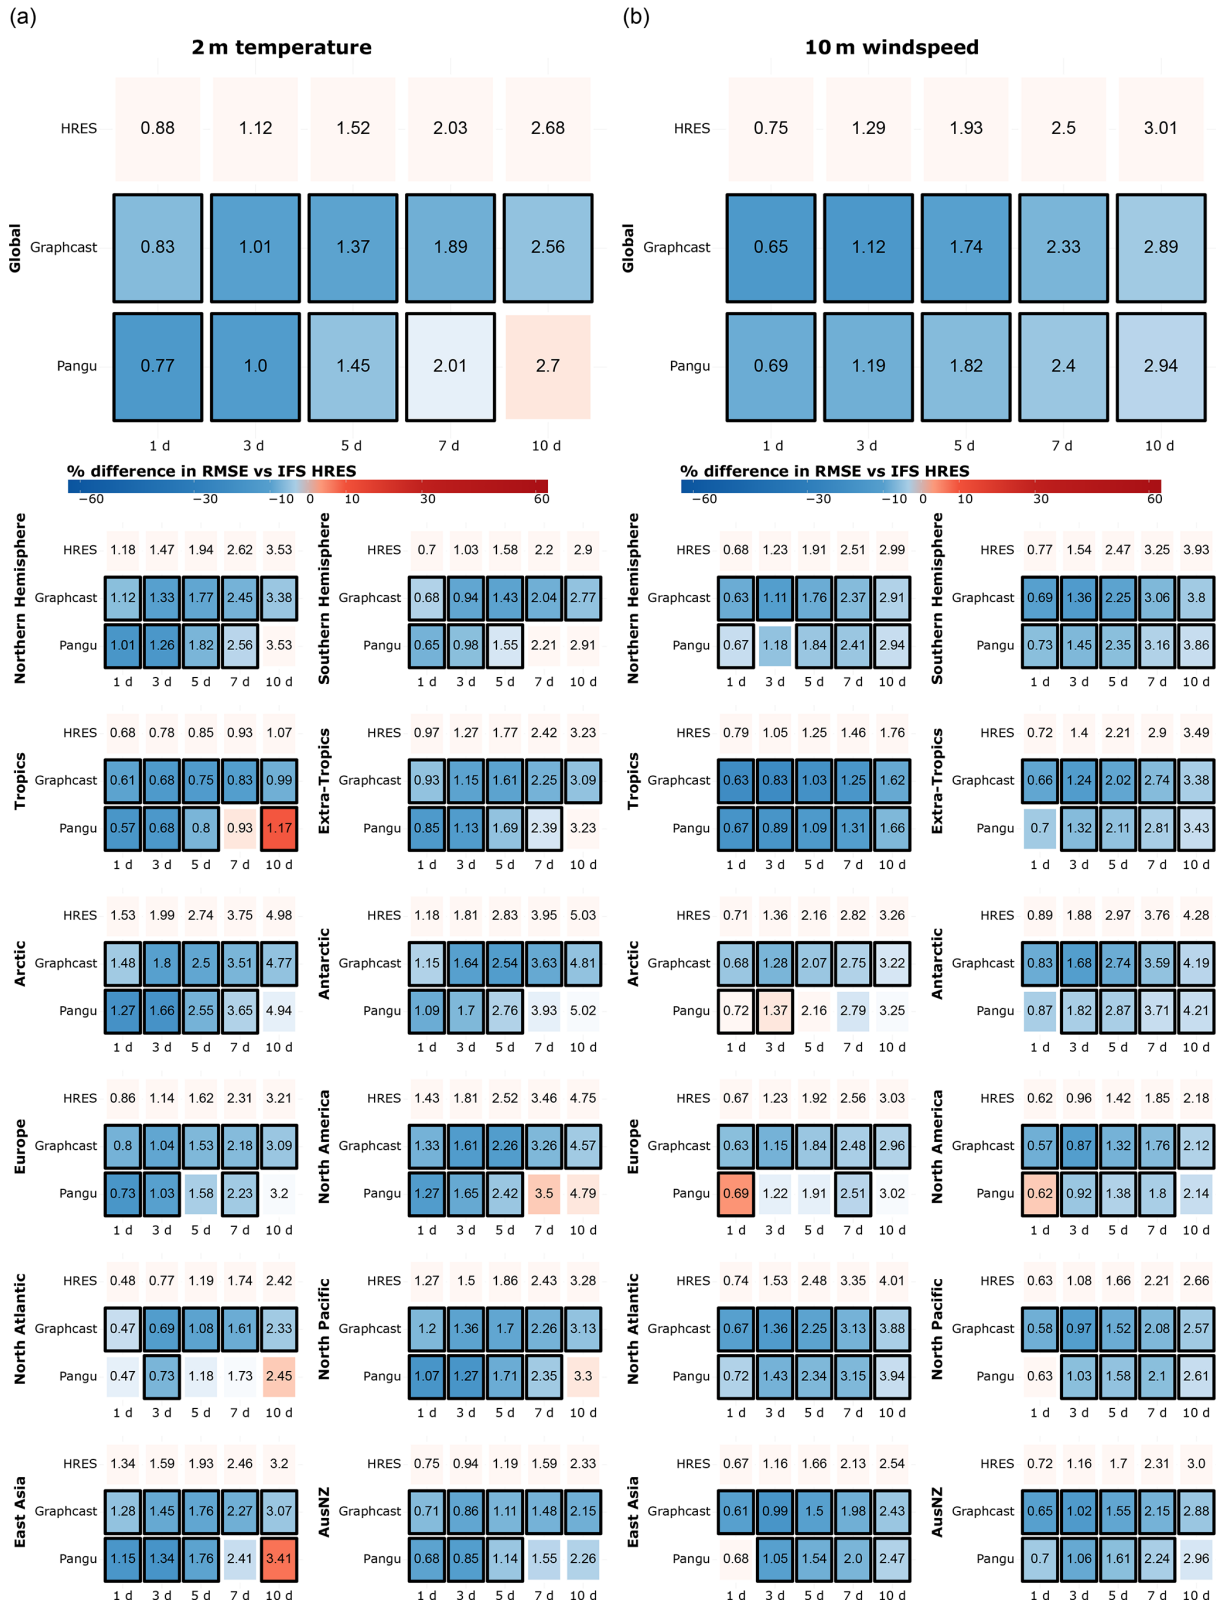 (a) (b)
2 m temperature 10 m windspeed
HRES 0.88 1.12 1.52 2.03 2.68 HRES 0.75 1.29 1.93 2.5 3.01
Global Graphcast 0.83 1.01 1.37 1.89 2.56 Global Graphcast 0.65 1.12 1.74 2.33 2.89
Pangu 0.77 1.0 1.45 2.01 2.7 Pangu 0.69 1.19 1.82 2.4 2.94
1 d 3 d 5 d 7 d 10 d 1 d 3 d 5 d 7 d 10 d
% difference in RMSE vs IFS HRES % difference in RMSE vs IFS HRES
−60 −30 −10 0 10 30 60 −60 −30 −10 0 10 30 60
HRES 1.18 1.47 1.94 2.62 3.53 HRES 0.7 1.03 1.58 2.2 2.9 HRES 0.68 1.23 1.91 2.51 2.99 HRES 0.77 1.54 2.47 3.25 3.93
Northern Hemisphere Graphcast 1.12 1.33 1.77 2.45 3.38 Southern Hemisphere Graphcast 0.68 0.94 1.43 2.04 2.77 Northern Hemisphere Graphcast 0.63 1.11 1.76 2.37 2.91 Southern Hemisphere Graphcast 0.69 1.36 2.25 3.06 3.8
Pangu 1.01 1.26 1.82 2.56 3.53 Pangu 0.65 0.98 1.55 2.21 2.91 Pangu 0.67 1.18 1.84 2.41 2.94 Pangu 0.73 1.45 2.35 3.16 3.86
1 d 3 d 5 d 7 d 10 d 1 d 3 d 5 d 7 d 10 d 1 d 3 d 5 d 7 d 10 d 1 d 3 d 5 d 7 d 10 d
HRES 0.68 0.78 0.85 0.93 1.07 HRES 0.97 1.27 1.77 2.42 3.23 HRES 0.79 1.05 1.25 1.46 1.76 HRES 0.72 1.4 2.21 2.9 3.49
Tropics Graphcast 0.61 0.68 0.75 0.83 0.99 Extra-Tropics Graphcast 0.93 1.15 1.61 2.25 3.09 Tropics Graphcast 0.63 0.83 1.03 1.25 1.62 Extra-Tropics Graphcast 0.66 1.24 2.02 2.74 3.38
Pangu 0.57 0.68 0.8 0.93 1.17 Pangu 0.85 1.13 1.69 2.39 3.23 Pangu 0.67 0.89 1.09 1.31 1.66 Pangu 0.7 1.32 2.11 2.81 3.43
1 d 3 d 5 d 7 d 10 d 1 d 3 d 5 d 7 d 10 d 1 d 3 d 5 d 7 d 10 d 1 d 3 d 5 d 7 d 10 d
HRES 1.53 1.99 2.74 3.75 4.98 HRES 1.18 1.81 2.83 3.95 5.03 HRES 0.71 1.36 2.16 2.82 3.26 HRES 0.89 1.88 2.97 3.76 4.28
Arctic Graphcast 1.48 1.8 2.5 3.51 4.77 Antarctic Graphcast 1.15 1.64 2.54 3.63 4.81 Arctic Graphcast 0.68 1.28 2.07 2.75 3.22 Antarctic Graphcast 0.83 1.68 2.74 3.59 4.19
Pangu 1.27 1.66 2.55 3.65 4.94 Pangu 1.09 1.7 2.76 3.93 5.02 Pangu 0.72 1.37 2.16 2.79 3.25 Pangu 0.87 1.82 2.87 3.71 4.21
1 d 3 d 5 d 7 d 10 d 1 d 3 d 5 d 7 d 10 d 1 d 3 d 5 d 7 d 10 d 1 d 3 d 5 d 7 d 10 d
HRES 0.86 1.14 1.62 2.31 3.21 HRES 1.43 1.81 2.52 3.46 4.75 HRES 0.67 1.23 1.92 2.56 3.03 HRES 0.62 0.96 1.42 1.85 2.18
Europe Graphcast 0.8 1.04 1.53 2.18 3.09 North America Graphcast 1.33 1.61 2.26 3.26 4.57 Europe Graphcast 0.63 1.15 1.84 2.48 2.96 North America Graphcast 0.57 0.87 1.32 1.76 2.12
Pangu 0.73 1.03 1.58 2.23 3.2 Pangu 1.27 1.65 2.42 3.5 4.79 Pangu 0.69 1.22 1.91 2.51 3.02 Pangu 0.62 0.92 1.38 1.8 2.14
1 d 3 d 5 d 7 d 10 d 1 d 3 d 5 d 7 d 10 d 1 d 3 d 5 d 7 d 10 d 1 d 3 d 5 d 7 d 10 d
HRES 0.48 0.77 1.19 1.74 2.42 HRES 1.27 1.5 1.86 2.43 3.28 HRES 0.74 1.53 2.48 3.35 4.01 HRES 0.63 1.08 1.66 2.21 2.66
North Atlantic Graphcast 0.47 0.69 1.08 1.61 2.33 North Pacific Graphcast 1.2 1.36 1.7 2.26 3.13 North Atlantic Graphcast 0.67 1.36 2.25 3.13 3.88 North Pacific Graphcast 0.58 0.97 1.52 2.08 2.57
Pangu 0.47 0.73 1.18 1.73 2.45 Pangu 1.07 1.27 1.71 2.35 3.3 Pangu 0.72 1.43 2.34 3.15 3.94 Pangu 0.63 1.03 1.58 2.1 2.61
1 d 3 d 5 d 7 d 10 d 1 d 3 d 5 d 7 d 10 d 1 d 3 d 5 d 7 d 10 d 1 d 3 d 5 d 7 d 10 d
HRES 1.34 1.59 1.93 2.46 3.2 HRES 0.75 0.94 1.19 1.59 2.33 HRES 0.67 1.16 1.66 2.13 2.54 HRES 0.72 1.16 1.7 2.31 3.0
East Asia Graphcast 1.28 1.45 1.76 2.27 3.07 AusNZ Graphcast 0.71 0.86 1.11 1.48 2.15 East Asia Graphcast 0.61 0.99 1.5 1.98 2.43 AusNZ Graphcast 0.65 1.02 1.55 2.15 2.88
Pangu 1.15 1.34 1.76 2.41 3.41 Pangu 0.68 0.85 1.14 1.55 2.26 Pangu 0.68 1.05 1.54 2.0 2.47 Pangu 0.7 1.06 1.61 2.24 2.96
1 d 3 d 5 d 7 d 10 d 1 d 3 d 5 d 7 d 10 d 1 d 3 d 5 d 7 d 10 d 1 d 3 d 5 d 7 d 10 d